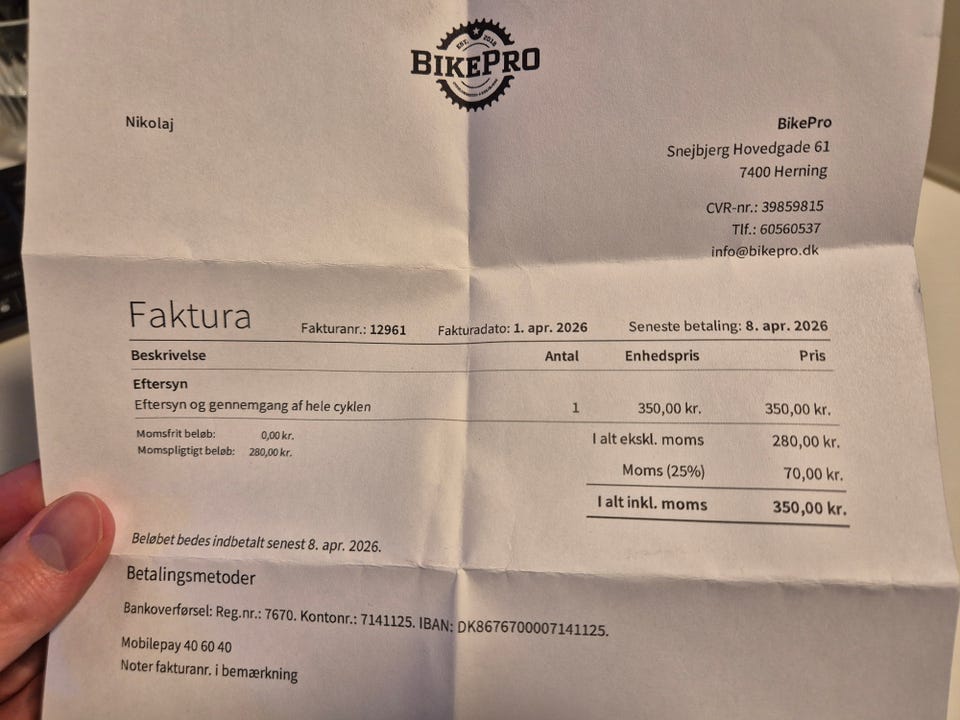 EST. 2018
BIKEPRO
Nikolaj
BikePro
Snejbjerg Hovedgade 61
7400 Herning
CVR-nr.: 39859815
Tlf.: 60560537
info@bikepro.dk
Faktura Fakturanr.: 12961 Fakturadato: 1. apr. 2026 Seneste betaling: 8. apr. 2026
Beskrivelse Antal Enhedspris Pris
Eftersyn
Eftersyn og gennemgang af hele cyklen 1 350,00 kr. 350,00 kr.
Momsfrit beløb: 0,00 kr.
Momspligtigt beløb: 280,00 kr.
I alt ekskl. moms 280,00 kr.
Moms (25%) 70,00 kr.
I alt inkl. moms 350,00 kr.
Beløbet bedes indbetalt senest 8. apr. 2026.
Betalingsmetoder
Bankoverførsel: Reg.nr.: 7670. Kontonr.: 7141125. IBAN: DK8676700007141125.
Mobilepay 40 60 40
Noter fakturanr. i bemærkning